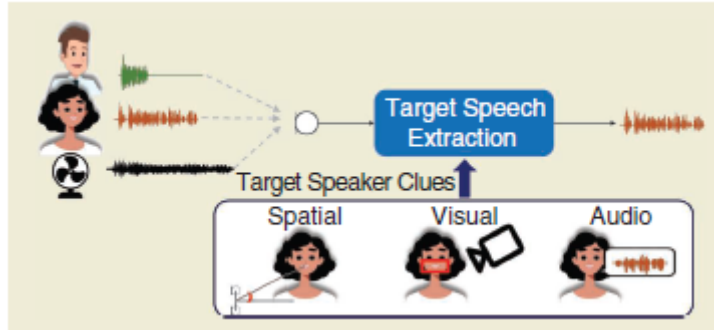 Target Speech
Extraction
Target Speaker Clues
Spatial Visual Audio